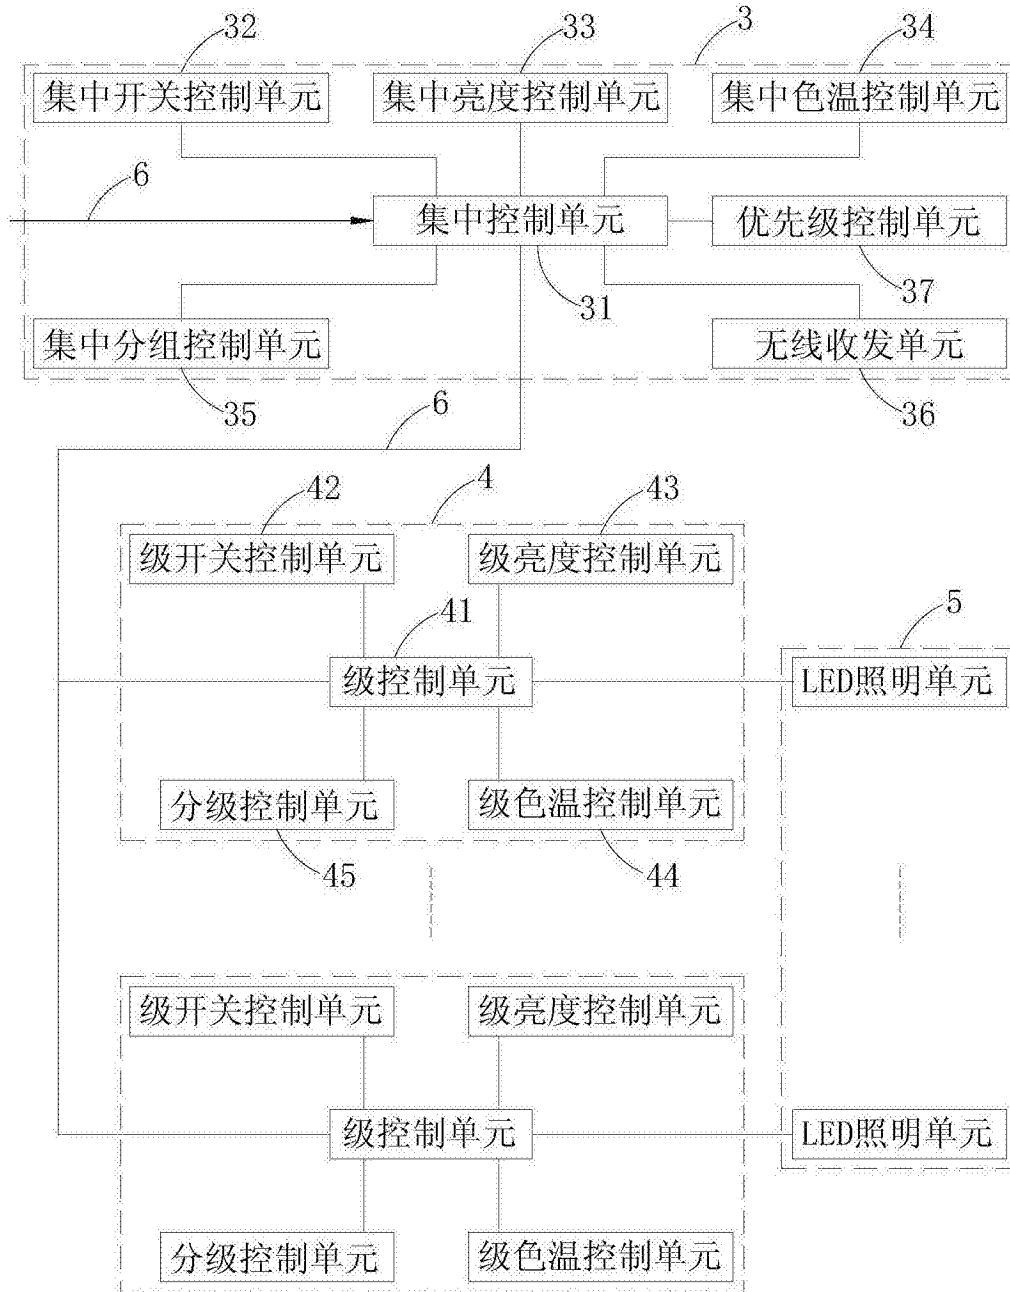 32 33 3 34
集中开关控制单元 集中亮度控制单元 集中色温控制单元
6
集中控制单元 优先级控制单元
31 37
集中分组控制单元 无线收发单元
35 6 36
42 4 43
级开关控制单元 级亮度控制单元
41 5
级控制单元 LED照明单元
分级控制单元 级色温控制单元
45 44
级开关控制单元 级亮度控制单元
级控制单元 LED照明单元
分级控制单元 级色温控制单元